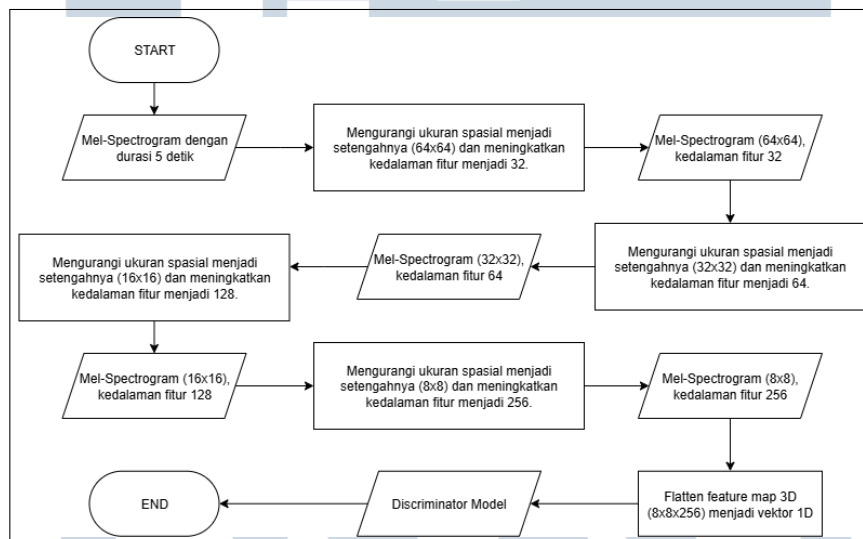 START
Mel-Spectrogram dengan
durasi 5 detik
Mengurangi ukuran spasial menjadi
setengahnya (64x64) dan meningkatkan
kedalaman fitur menjadi 32.
Mel-Spectrogram (64x64),
kedalaman fitur 32
Mengurangi ukuran spasial menjadi
setengahnya (32x32) dan meningkatkan
kedalaman fitur menjadi 64.
Mel-Spectrogram (32x32),
kedalaman fitur 64
Mengurangi ukuran spasial menjadi
setengahnya (16x16) dan meningkatkan
kedalaman fitur menjadi 128.
Mel-Spectrogram (16x16),
kedalaman fitur 128
Mengurangi ukuran spasial menjadi
setengahnya (8x8) dan meningkatkan
kedalaman fitur menjadi 256.
Mel-Spectrogram (8x8),
kedalaman fitur 256
Flatten feature map 3D
(8x8x256) menjadi vektor 1D
Discriminator Model
END